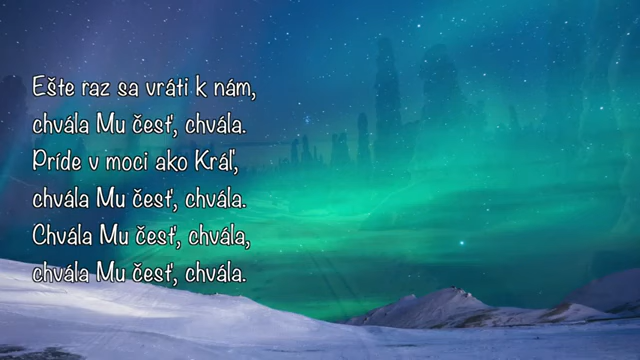 Ešte raz sa vráti k nám,
chvála Mu česť, chvála.
Príde v moci ako Kráľ,
chvála Mu česť, chvála.
Chvála Mu česť, chvála,
chvála Mu česť, chvála.